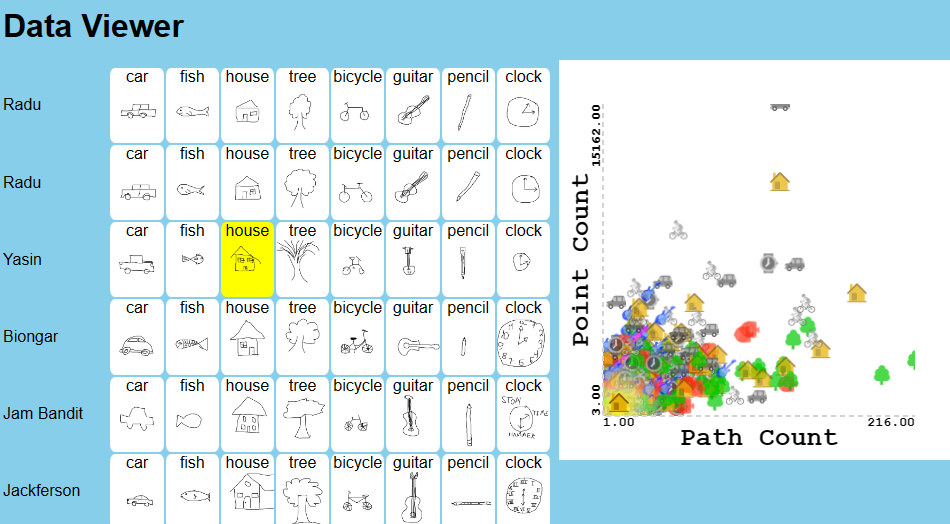 Data Viewer
car fish house tree bicycle guitar pencil clock
Radu
car fish house tree bicycle guitar pencil clock
Radu
car fish house tree bicycle guitar pencil clock
Yasin
car fish house tree bicycle guitar pencil clock
Biongar
car fish house tree bicycle guitar pencil clock
Jam Bandit
car fish house tree bicycle guitar pencil clock
Jackferson
Point Count
15162.00
3.00
1.00
216.00
Path Count